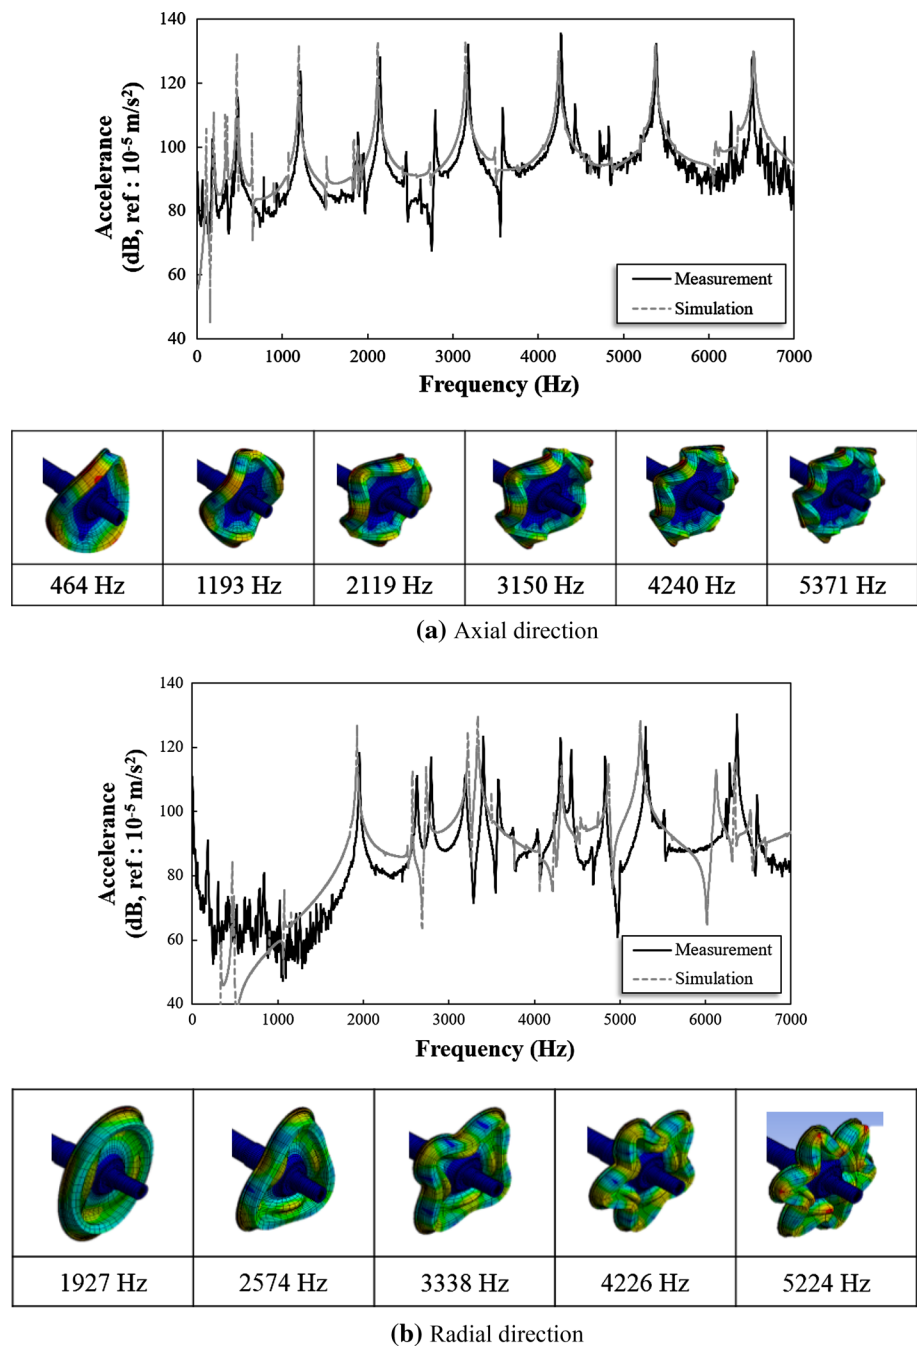 140
120
100
80
60
40
Accelerance
(dB, ref : 10⁻⁵ m/s²)
Measurement
Simulation
0 1000 2000 3000 4000 5000 6000 7000
Frequency (Hz)
464 Hz 1193 Hz 2119 Hz 3150 Hz 4240 Hz 5371 Hz
(a) Axial direction
140
120
100
80
60
40
Accelerance
(dB, ref : 10⁻⁵ m/s²)
Measurement
Simulation
0 1000 2000 3000 4000 5000 6000 7000
Frequency (Hz)
1927 Hz 2574 Hz 3338 Hz 4226 Hz 5224 Hz
(b) Radial direction